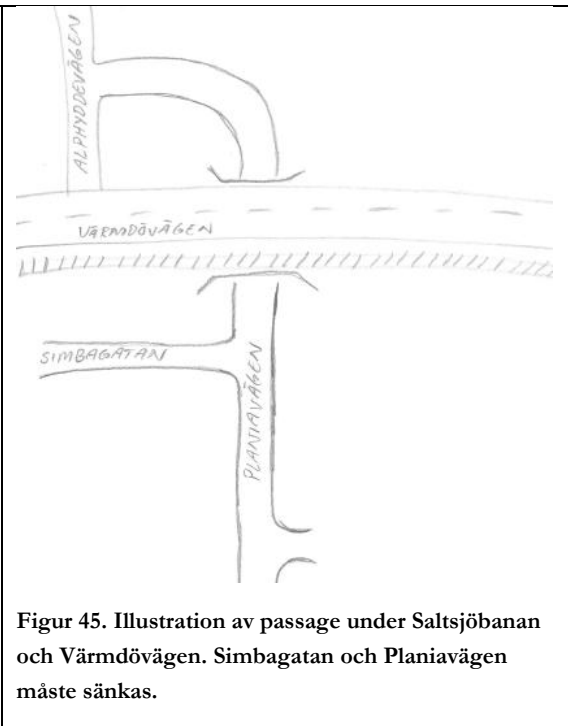 ALPHYDDEVÄGEN
VÄRMDÖVÄGEN
SIMBAGATAN
PLANIAVÄGEN
Figur 45. Illustration av passage under Saltsjöbanan
och Värmdövägen. Simbagatan och Planiavägen
måste sänkas.